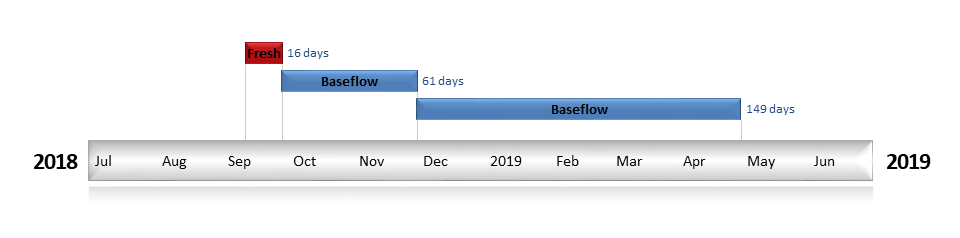 Fresh 16 days
Baseflow 61 days
Baseflow 149 days
2018 Jul Aug Sep Oct Nov Dec 2019 Feb Mar Apr May Jun 2019